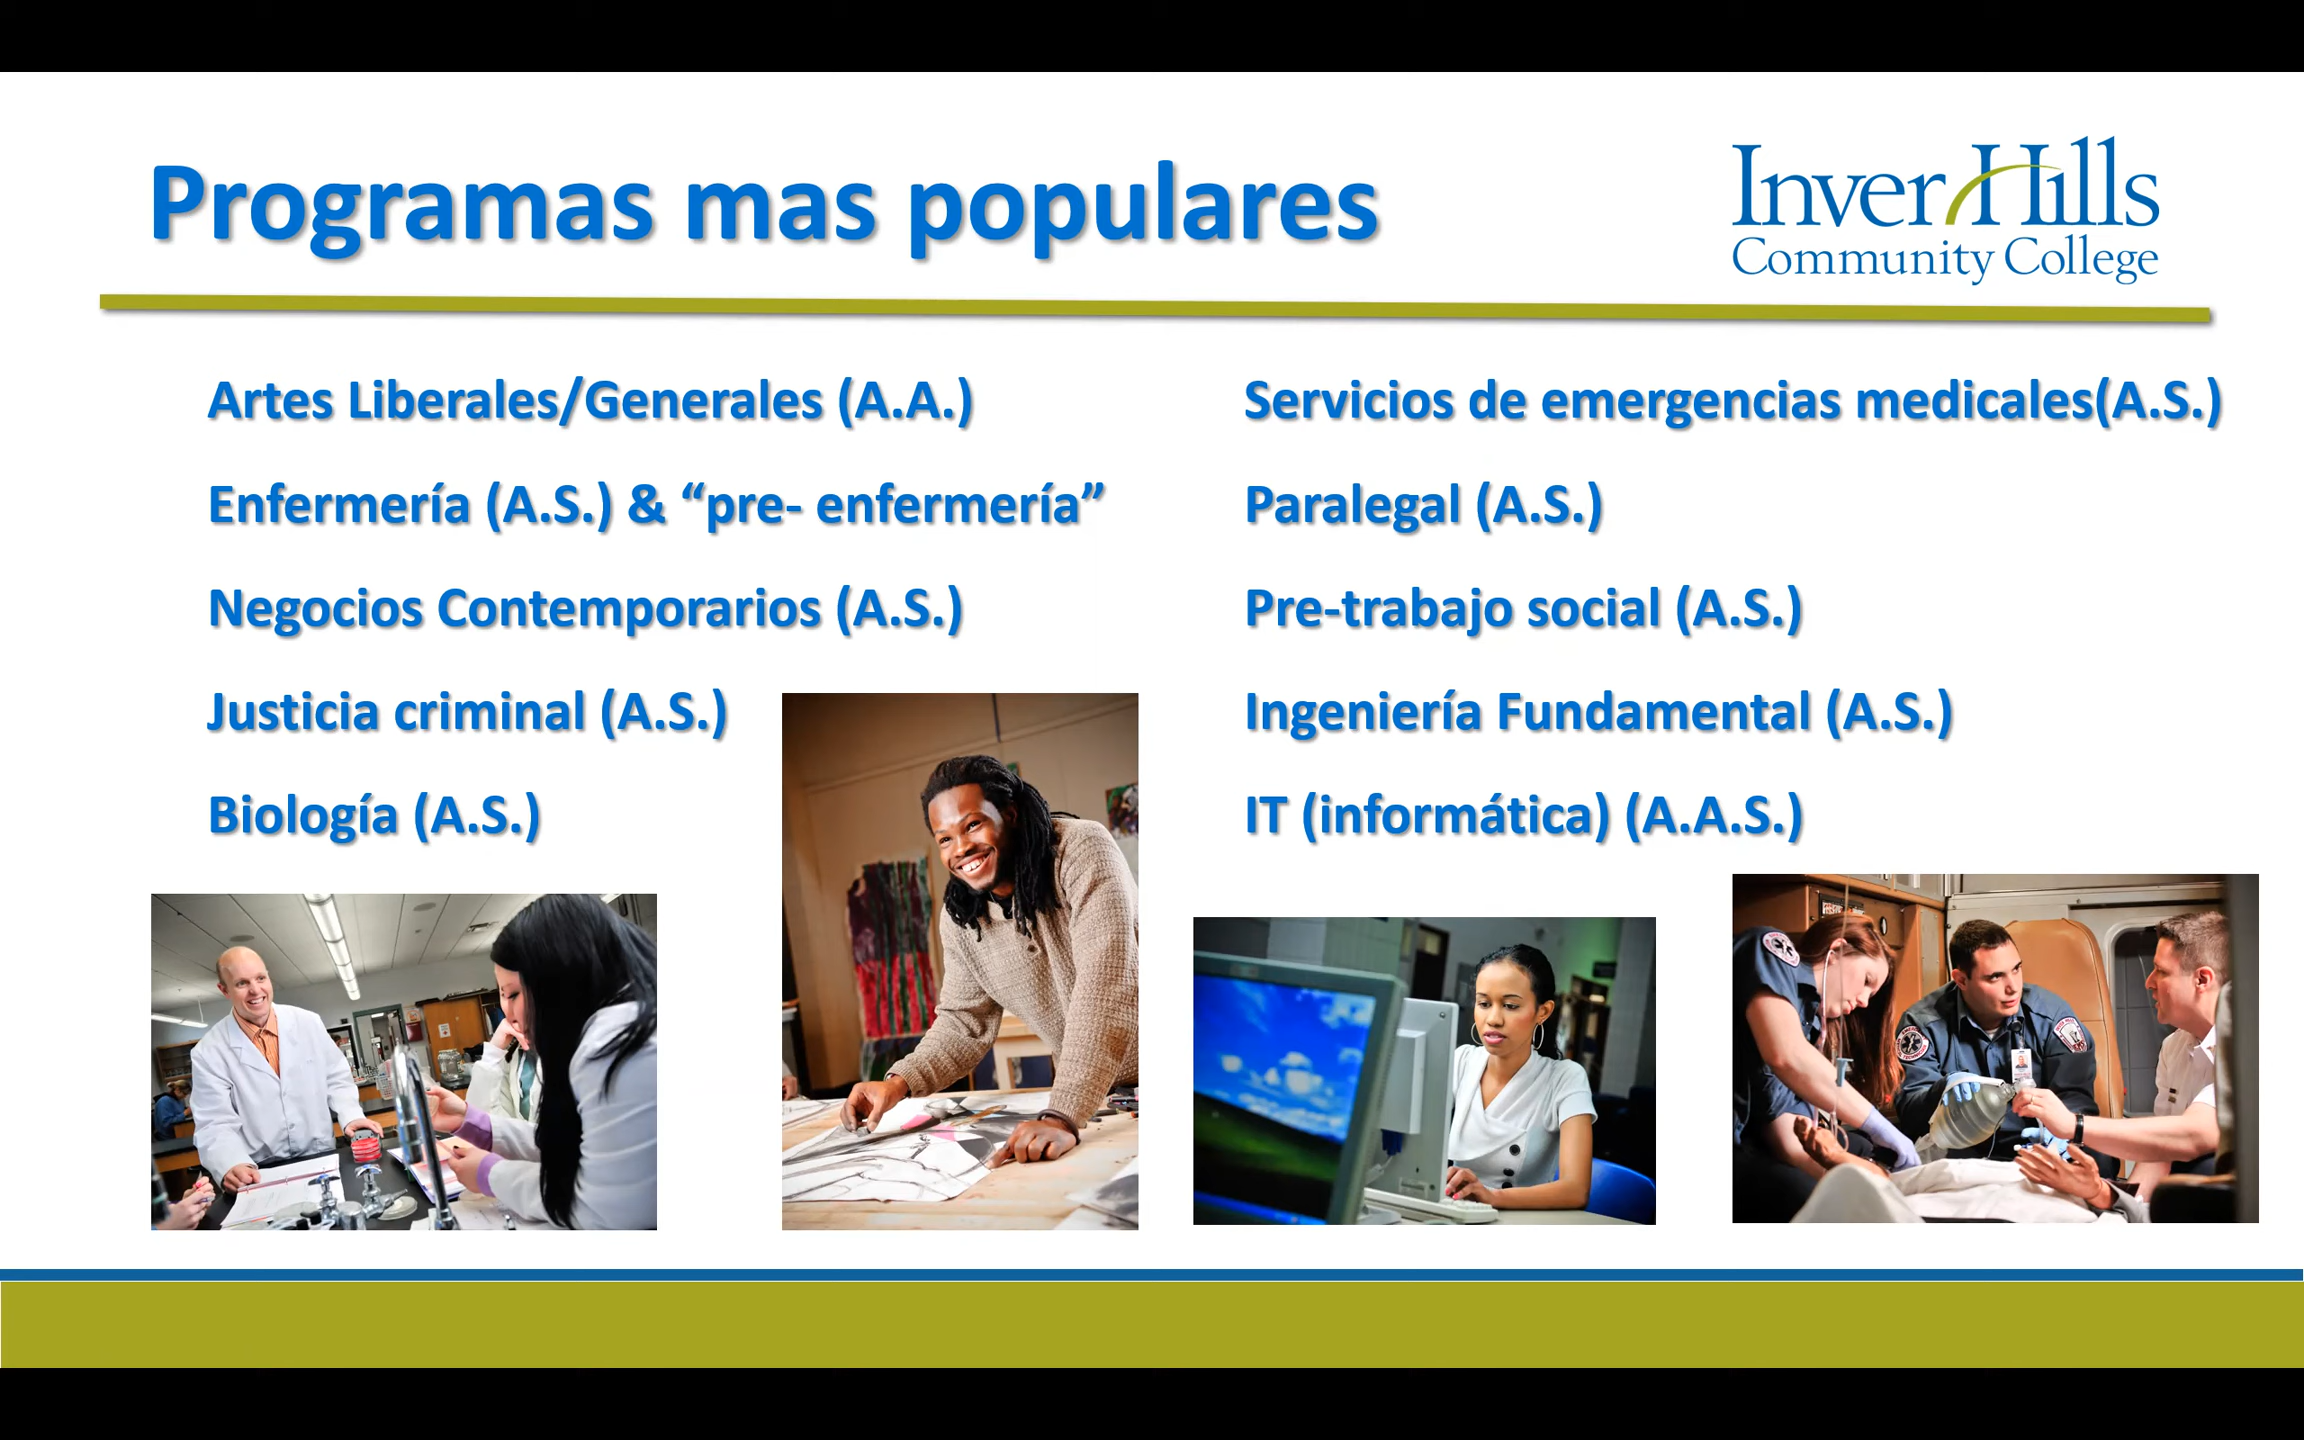 Programas mas populares
Inver Hills
Community College
Artes Liberales/Generales (A.A.)
Enfermería (A.S.) & “pre- enfermería”
Negocios Contemporarios (A.S.)
Justicia criminal (A.S.)
Biología (A.S.)
Servicios de emergencias medicales(A.S.)
Paralegal (A.S.)
Pre-trabajo social (A.S.)
Ingeniería Fundamental (A.S.)
IT (informática) (A.A.S.)